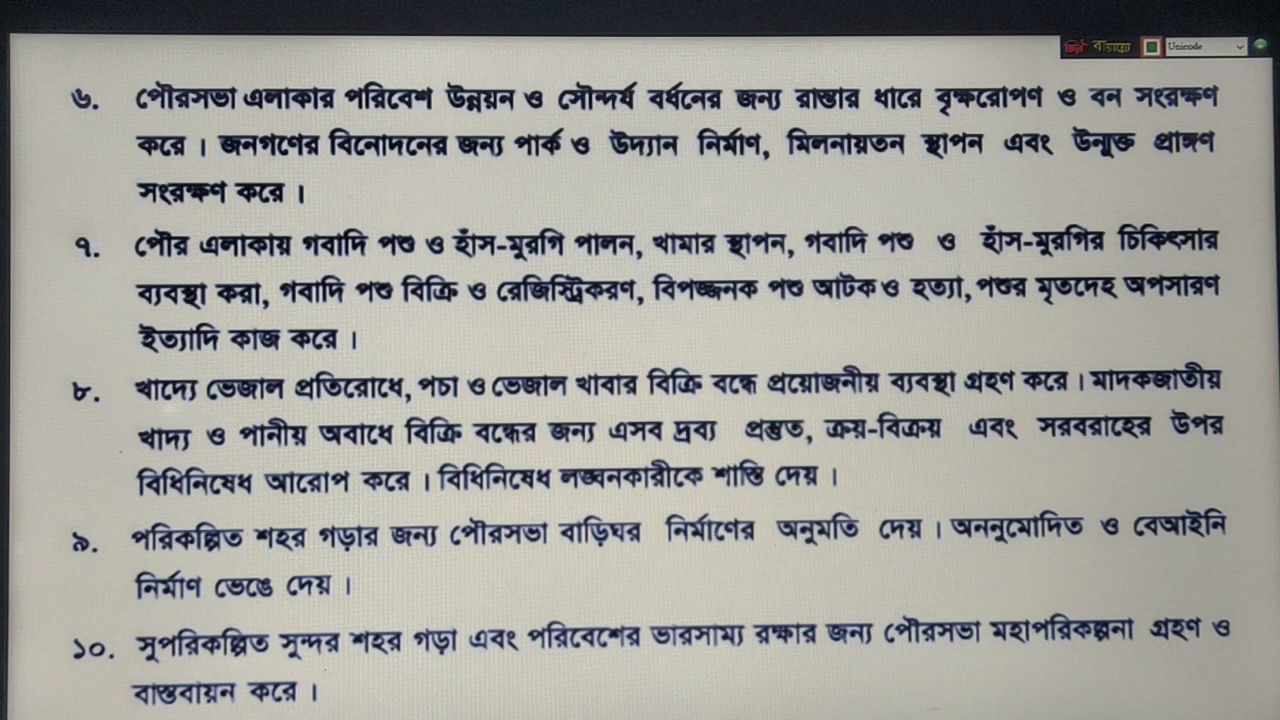 বায়ান্নো Unicode
৬. পৌরসভা এলাকার পরিবেশ উন্নয়ন ও সৌন্দর্য বর্ধনের জন্য রাস্তার ধারে বৃক্ষরোপণ ও বন সংরক্ষণ
করে। জনগণের বিনোদনের জন্য পার্ক ও উদ্যান নির্মাণ, মিলনায়তন স্থাপন এবং উন্মুক্ত প্রাঙ্গণ
সংরক্ষণ করে।
৭. পৌর এলাকায় গবাদি পশু ও হাঁস-মুরগি পালন, খামার স্থাপন, গবাদি পশু ও হাঁস-মুরগির চিকিৎসার
ব্যবস্থা করা, গবাদি পশু বিক্রি ও রেজিস্ট্রিকরণ, বিপজ্জনক পশু আটক ও হত্যা, পশুর মৃতদেহ অপসারণ
ইত্যাদি কাজ করে।
৮. খাদ্যে ভেজাল প্রতিরোধে, পচা ও ভেজাল খাবার বিক্রি বন্ধে প্রয়োজনীয় ব্যবস্থা গ্রহণ করে। মাদকজাতীয়
খাদ্য ও পানীয় অবাধে বিক্রি বন্ধের জন্য এসব দ্রব্য প্রস্তুত, ক্রয়-বিক্রয় এবং সরবরাহের উপর
বিধিনিষেধ আরোপ করে। বিধিনিষেধ লঙ্ঘনকারীকে শাস্তি দেয়।
৯. পরিকল্পিত শহর গড়ার জন্য পৌরসভা বাড়িঘর নির্মাণের অনুমতি দেয়। অননুমোদিত ও বেআইনি
নির্মাণ ভেঙে দেয়।
১০. সুপরিকল্পিত সুন্দর শহর গড়া এবং পরিবেশের ভারসাম্য রক্ষার জন্য পৌরসভা মহাপরিকল্পনা গ্রহণ ও
বাস্তবায়ন করে।